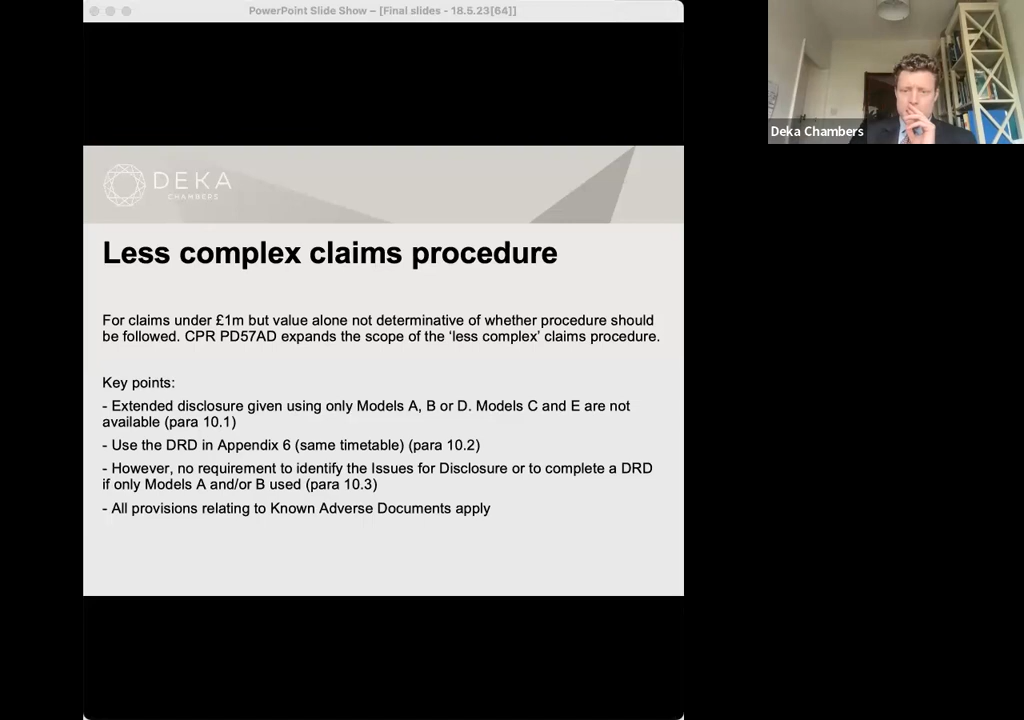 PowerPoint Slide Show – [Final slides - 18.5.23[64]]
Deka Chambers
DEKA
CHAMBERS
Less complex claims procedure
For claims under £1m but value alone not determinative of whether procedure should
be followed. CPR PD57AD expands the scope of the ‘less complex’ claims procedure.
Key points:
- Extended disclosure given using only Models A, B or D. Models C and E are not
available (para 10.1)
- Use the DRD in Appendix 6 (same timetable) (para 10.2)
- However, no requirement to identify the Issues for Disclosure or to complete a DRD
if only Models A and/or B used (para 10.3)
- All provisions relating to Known Adverse Documents apply